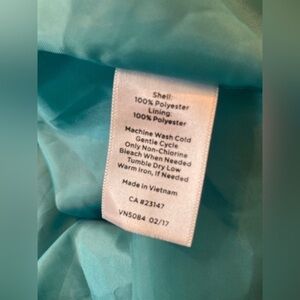 Shell:
100% Polyester
Lining:
100% Polyester
Machine Wash Cold
Gentle Cycle
Only Non-Chlorine
Bleach When Needed
Tumble Dry Low
Warm Iron, If Needed
Made in Vietnam
CA #23147
VN5084 02/17